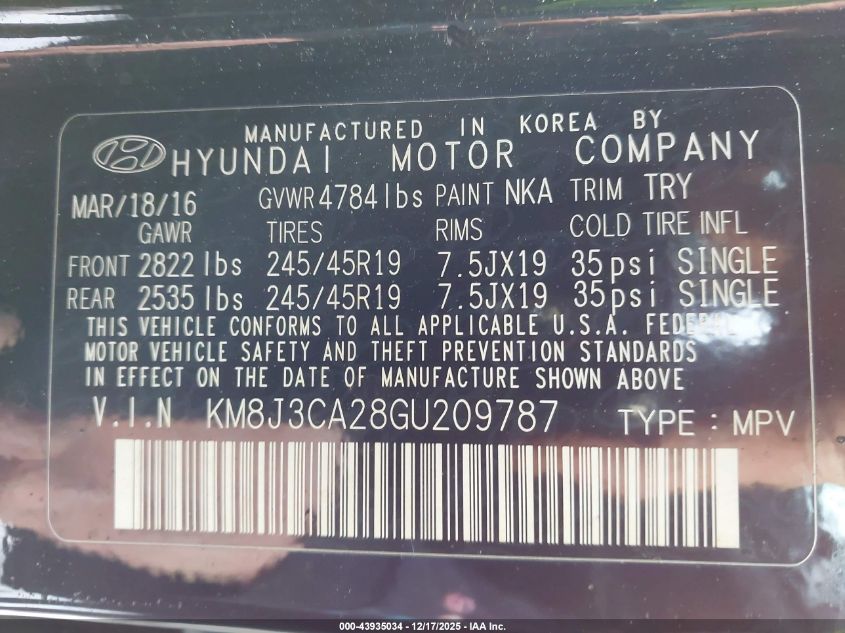 MANUFACTURED IN KOREA BY
HYUNDAI MOTOR COMPANY
MAR/18/16 GVWR 4784 lbs PAINT NKA TRIM TRY
GAWR TIRES RIMS COLD TIRE INFL
FRONT 2822 lbs 245/45R19 7.5JX19 35psi SINGLE
REAR 2535 lbs 245/45R19 7.5JX19 35psi SINGLE
THIS VEHICLE CONFORMS TO ALL APPLICABLE U.S.A. FEDERAL
MOTOR VEHICLE SAFETY AND THEFT PREVENTION STANDARDS
IN EFFECT ON THE DATE OF MANUFACTURE SHOWN ABOVE
V.I.N KM8J3CA28GU209787 TYPE : MPV
000-43935034 - 12/17/2025 - IAA Inc.